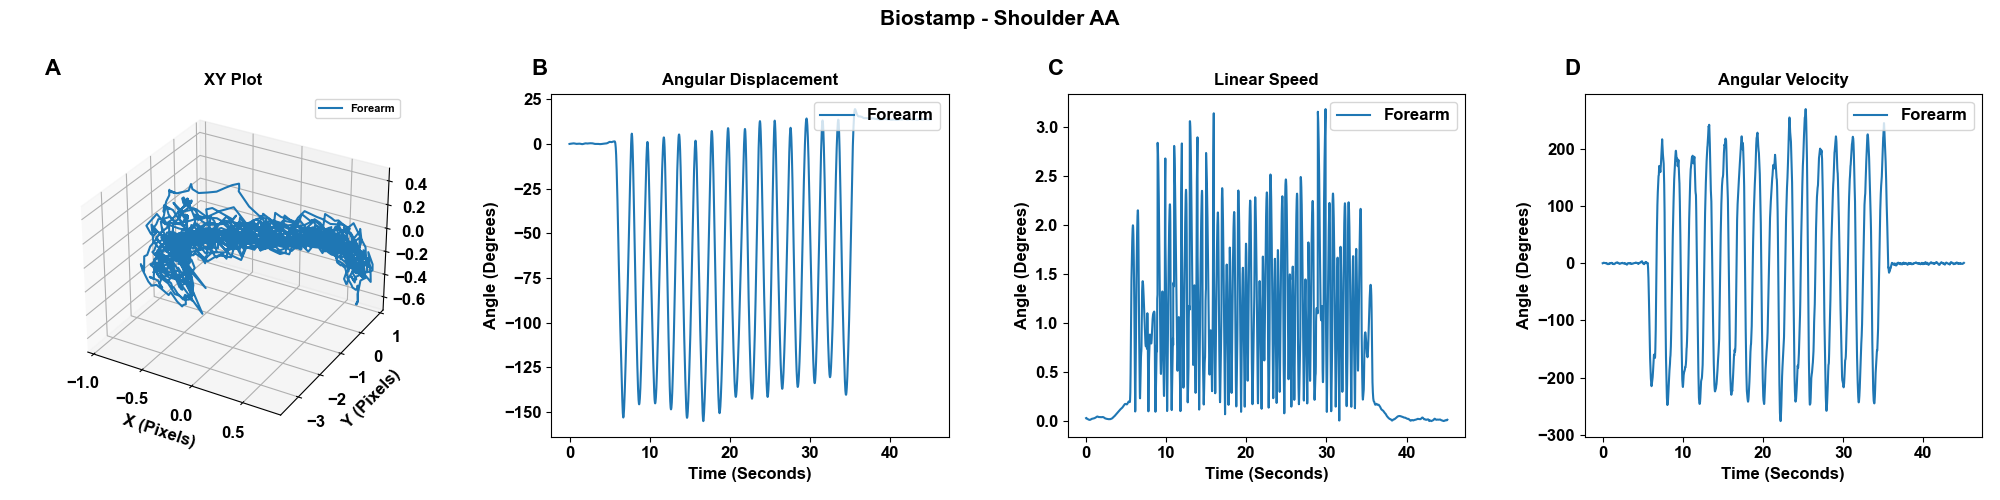 Biostamp - Shoulder AA
A
XY Plot
Forearm
0.4
0.2
0.0
−0.2
−0.4
−0.6
1
0
−1
−2
−3
Y (Pixels)
−1.0
−0.5
0.0
0.5
X (Pixels)
B
Angular Displacement
Forearm
25
0
−25
−50
−75
−100
−125
−150
Angle (Degrees)
0 10 20 30 40
Time (Seconds)
C
Linear Speed
Forearm
3.0
2.5
2.0
1.5
1.0
0.5
0.0
Angle (Degrees)
0 10 20 30 40
Time (Seconds)
D
Angular Velocity
Forearm
200
100
0
−100
−200
−300
Angle (Degrees)
0 10 20 30 40
Time (Seconds)